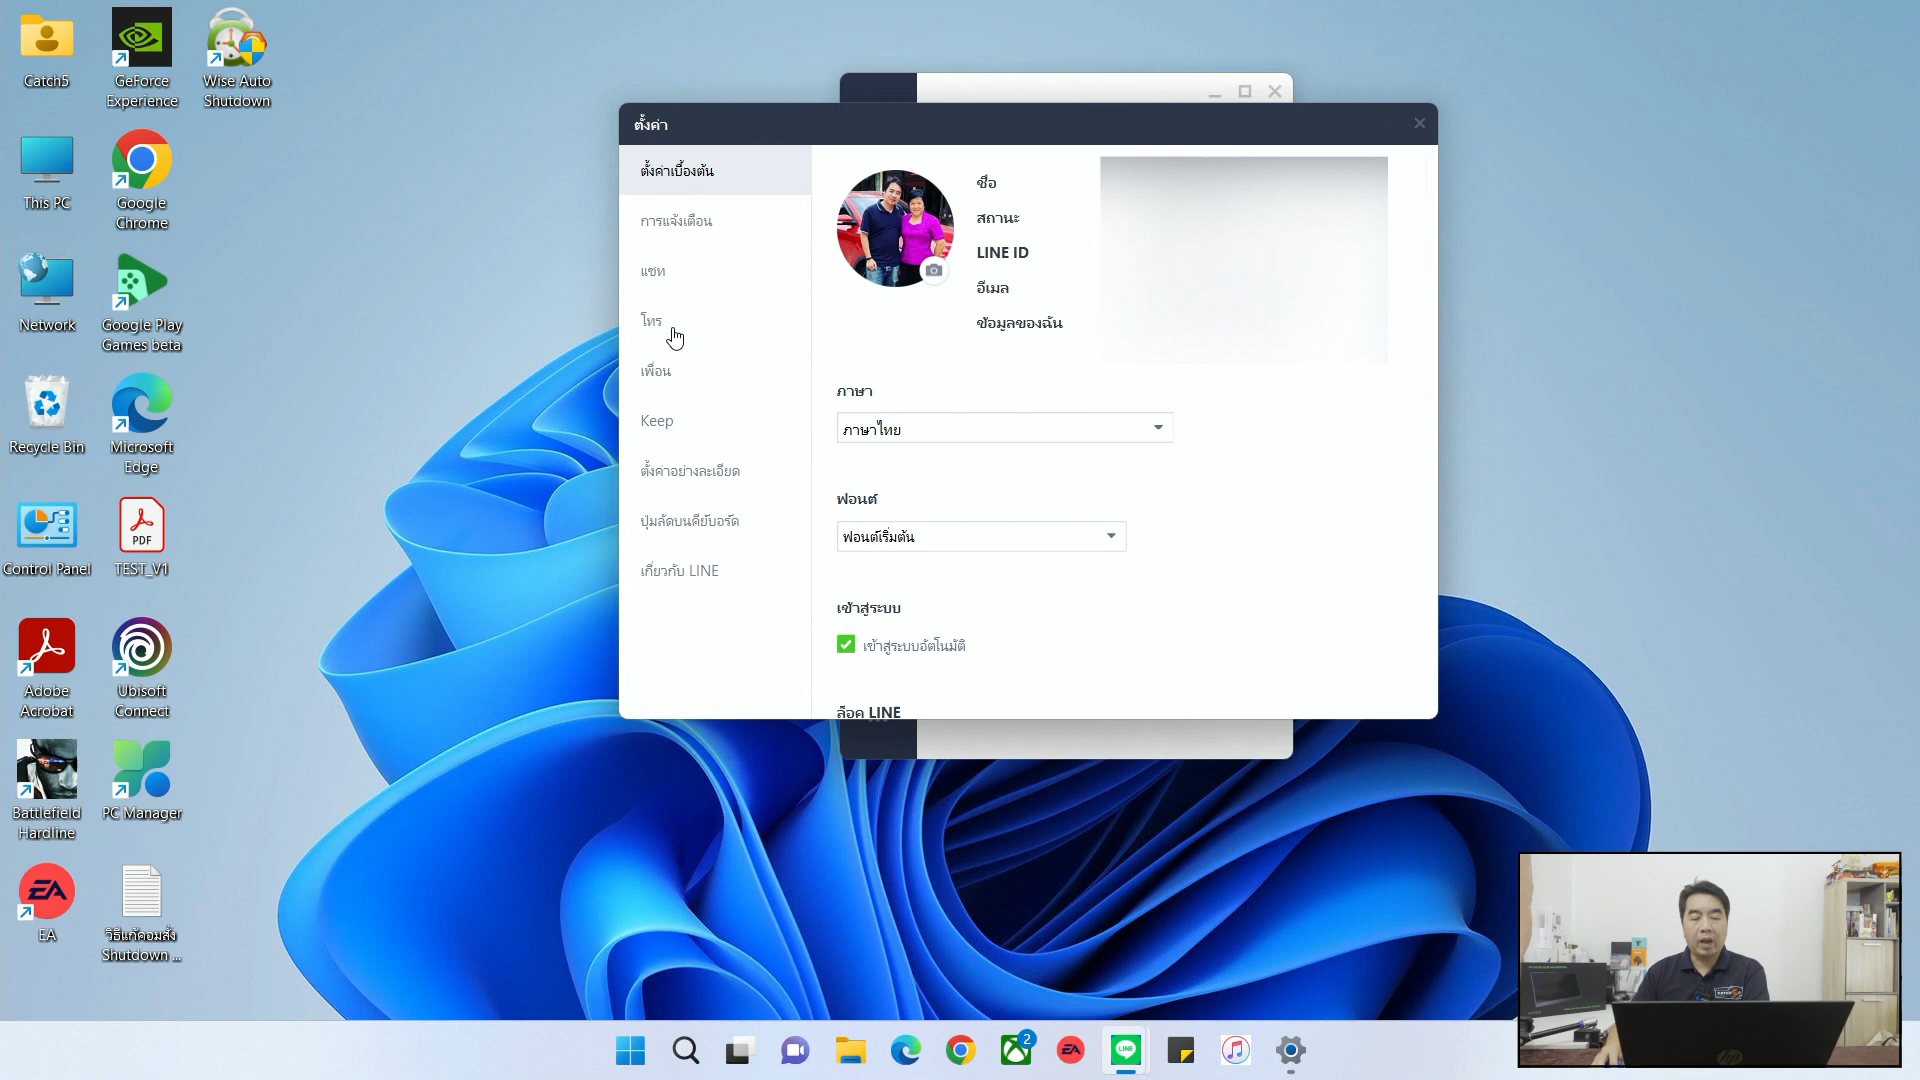 Catch5
GeForce
Experience
Wise Auto
Shutdown
This PC
Google
Chrome
Network
Google Play
Games beta
Recycle Bin
Microsoft
Edge
Control Panel
PDF
TEST_V1
Adobe
Acrobat
Ubisoft
Connect
Battlefield
Hardline
PC Manager
EA
EA
วิธีแก้คอมสั่ง
Shutdown ...
ตั้งค่า
ตั้งค่าเบื้องต้น
การแจ้งเตือน
แชท
โทร
เพื่อน
Keep
ตั้งค่าอย่างละเอียด
ปุ่มลัดบนคีย์บอร์ด
เกี่ยวกับ LINE
ชื่อ
สถานะ
LINE ID
อีเมล
ข้อมูลของฉัน
ภาษา
ภาษาไทย
ฟอนต์
ฟอนต์เริ่มต้น
เข้าสู่ระบบ
เข้าสู่ระบบอัตโนมัติ
ล็อค LINE
2
EA
LINE
hp